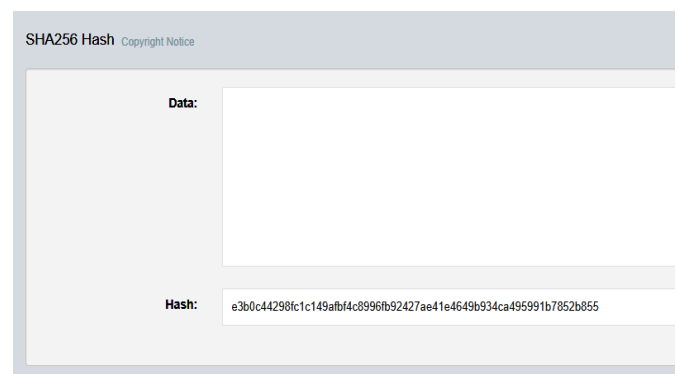 SHA256 Hash Copyright Notice
Data:
Hash: e3b0c44298fc1c149afbf4c8996fb92427ae41e4649b934ca495991b7852b855